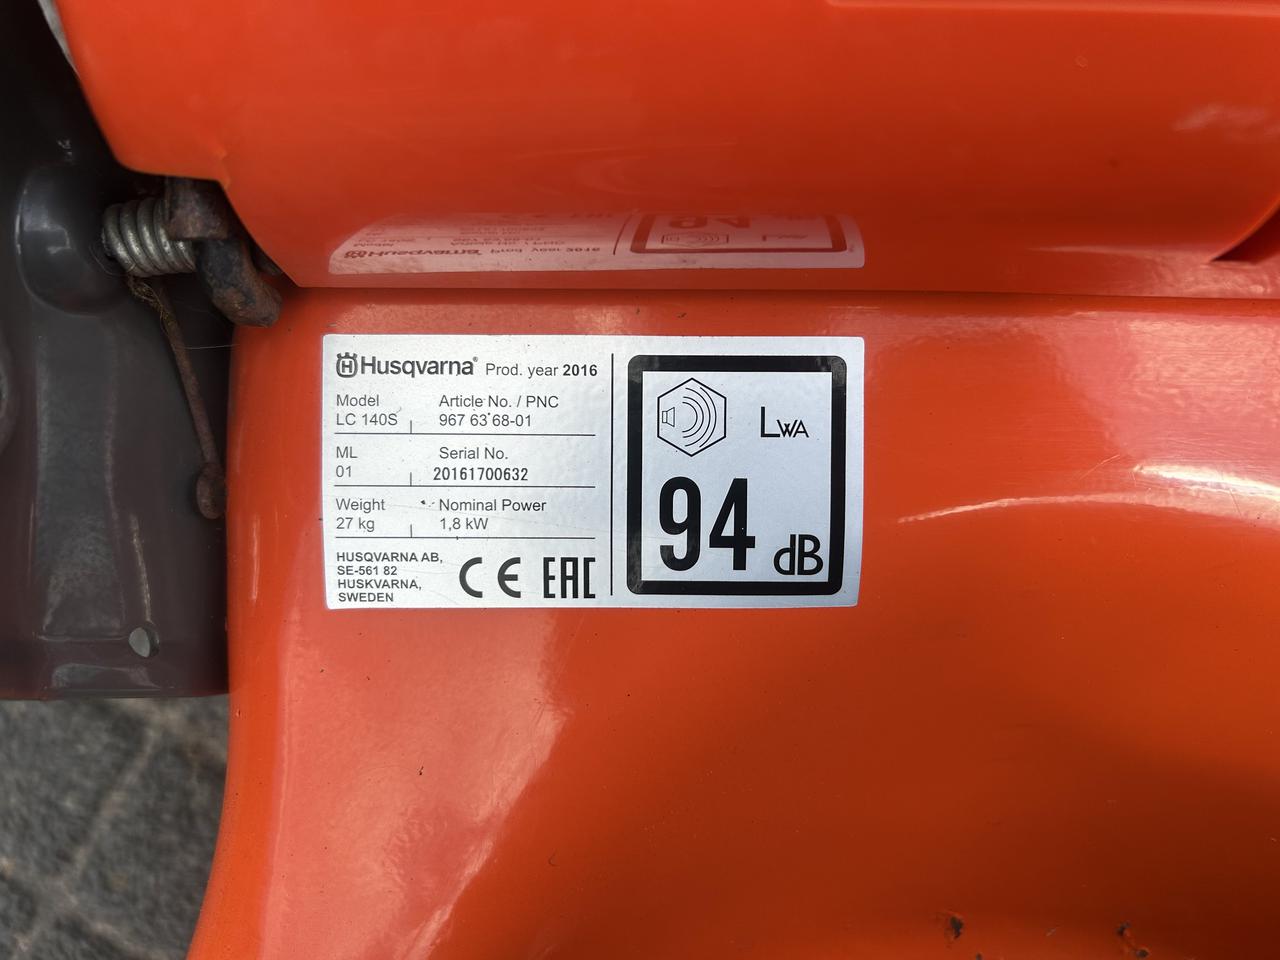 Husqvarna® Prod. year 2016
Model Article No. / PNC
LC 140S 967 63 68-01
ML Serial No.
01 20161700632
Weight Nominal Power
27 kg 1,8 kW
HUSQVARNA AB,
SE-561 82
HUSKVARNA,
SWEDEN
CE EAC
LWA
94
dB